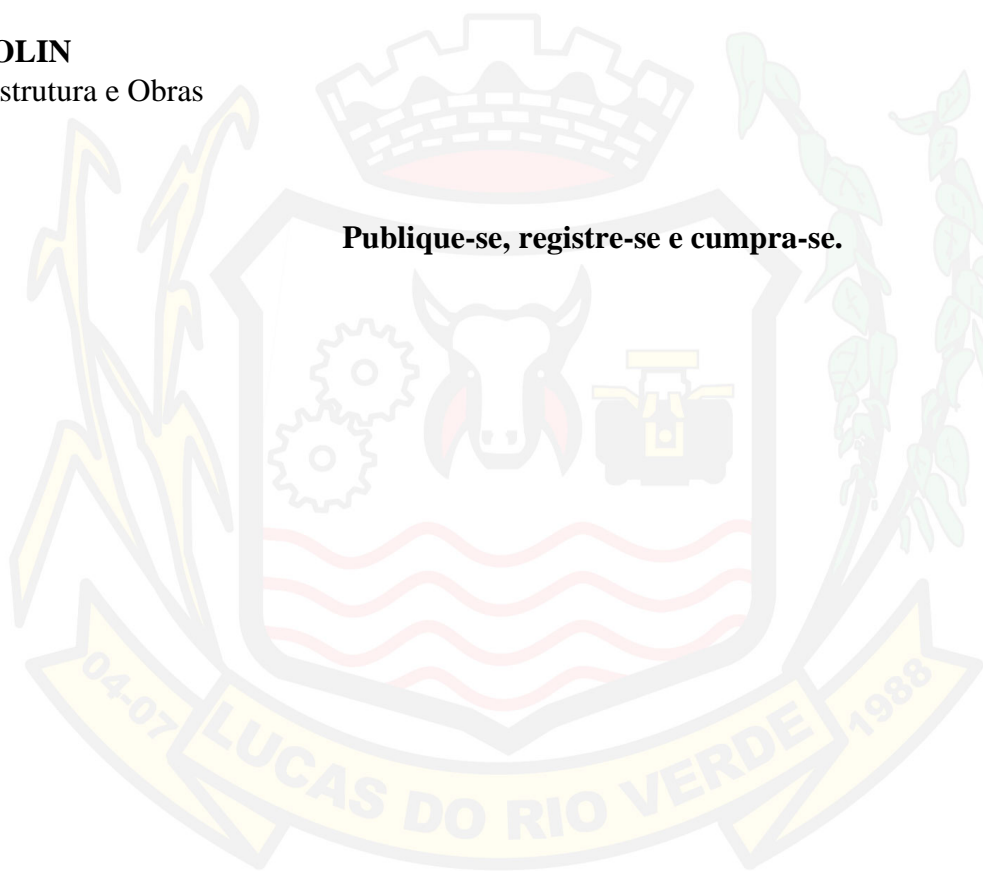 OLIN
strutura e Obras
Publique-se, registre-se e cumpra-se.
04-07 LUCAS DO RIO VERDE 1988